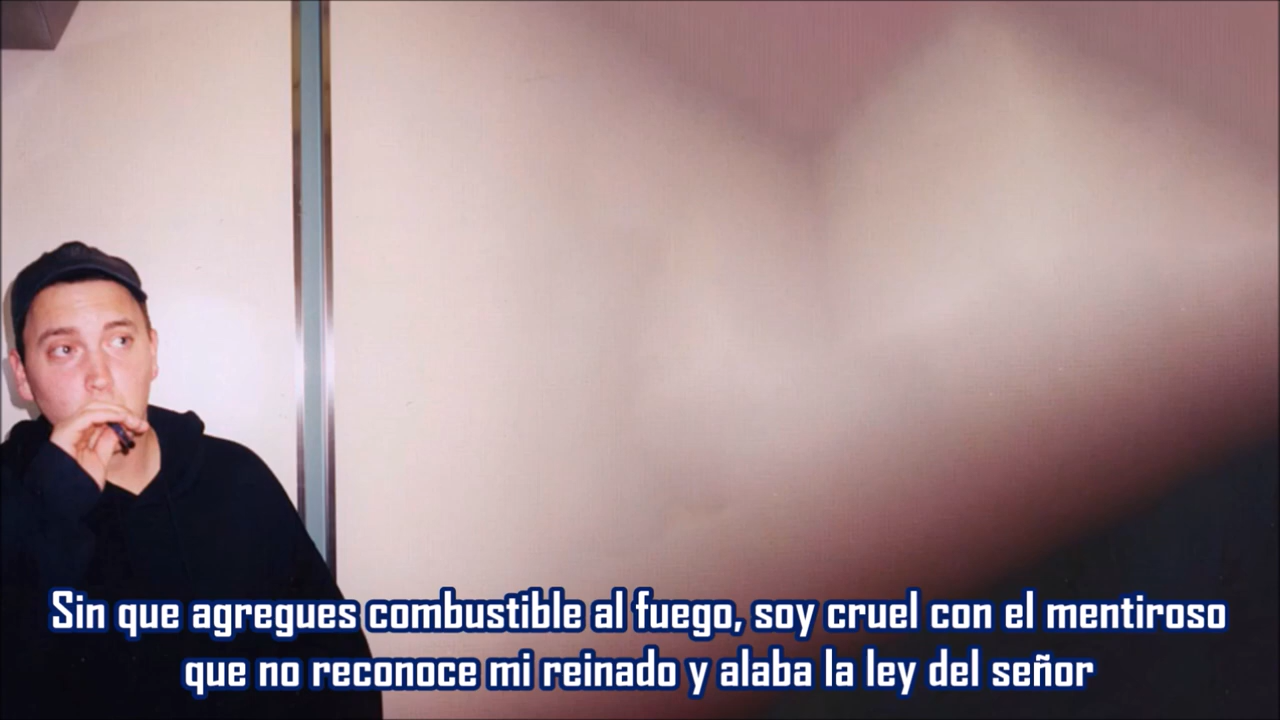 Sin que agregues combustible al fuego, soy cruel con el mentiroso
que no reconoce mi reinado y alaba la ley del señor